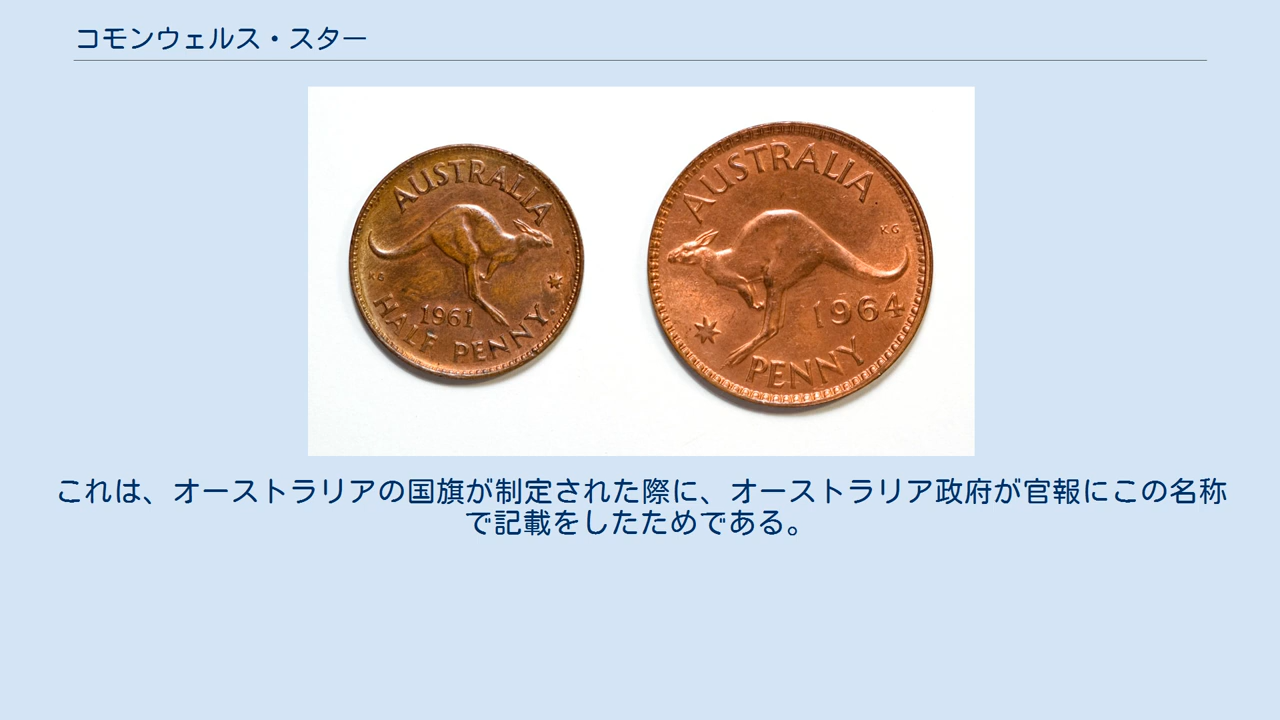 コモンウェルス・スター
AUSTRALIA
KG
1961
HALF PENNY.
AUSTRALIA
KG
1964
PENNY
これは、オーストラリアの国旗が制定された際に、オーストラリア政府が官報にこの名称
で記載をしたためである。